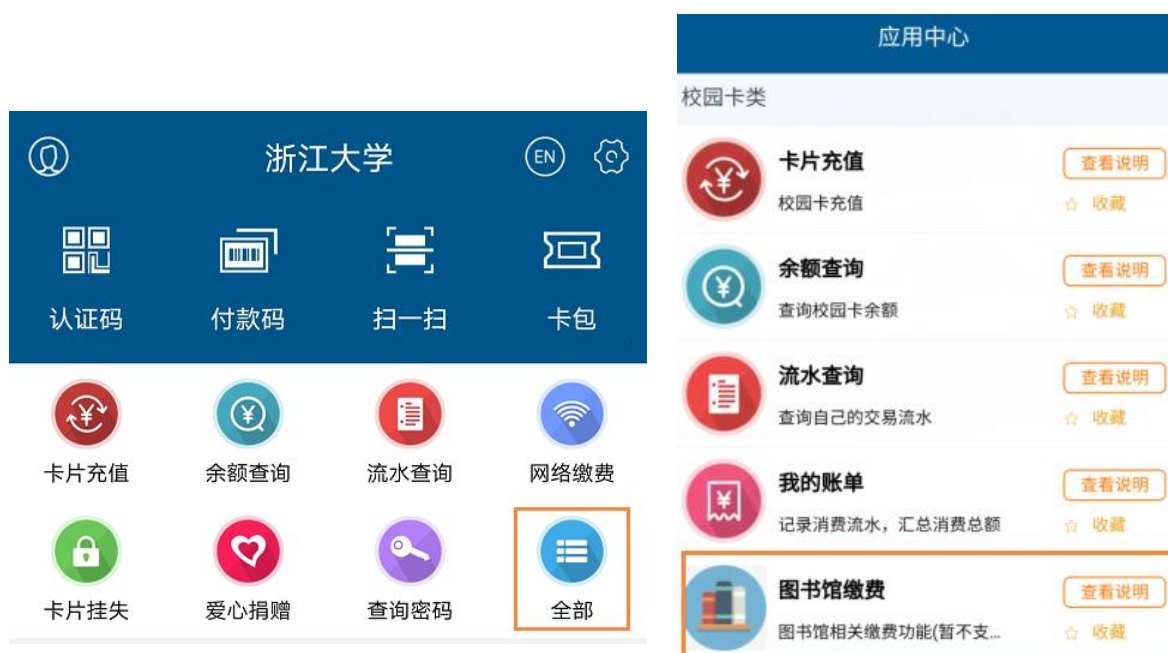 浙江大学
EN
认证码 付款码 扫一扫 卡包
卡片充值 余额查询 流水查询 网络缴费
卡片挂失 爱心捐赠 查询密码 全部
应用中心
校园卡类
卡片充值 查看说明
校园卡充值 ☆ 收藏
余额查询 查看说明
查询校园卡余额 ☆ 收藏
流水查询 查看说明
查询自己的交易流水 ☆ 收藏
我的账单 查看说明
记录消费流水，汇总消费总额 ☆ 收藏
图书馆缴费 查看说明
图书馆相关缴费功能(暂不支... ☆ 收藏